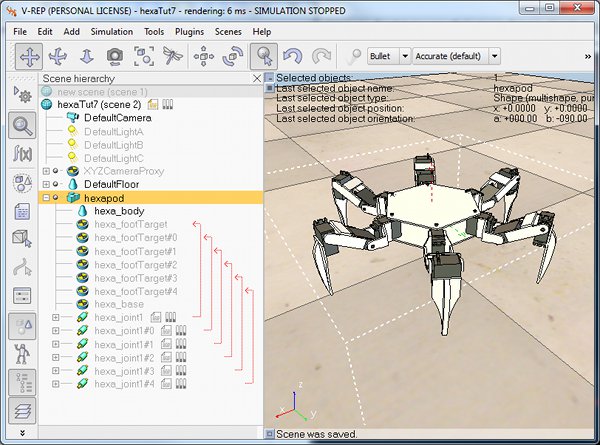 V-REP (PERSONAL LICENSE) - hexaTut7 - rendering: 6 ms - SIMULATION STOPPED
File Edit Add Simulation Tools Plugins Scenes Help
Bullet Accurate (default) »
Scene hierarchy
new scene (scene 1)
hexaTut7 (scene 2)
DefaultCamera
DefaultLightA
DefaultLightB
DefaultLightC
XYZCameraProxy
DefaultFloor
hexapod
hexa_body
hexa_footTarget
hexa_footTarget#0
hexa_footTarget#1
hexa_footTarget#2
hexa_footTarget#3
hexa_footTarget#4
hexa_base
hexa_joint1
hexa_joint1#0
hexa_joint1#1
hexa_joint1#2
hexa_joint1#3
hexa_joint1#4
f(x)
Selected objects: 1
Last selected object name: hexapod
Last selected object type: Shape (multishape, pur
Last selected object position: x: +0.0000 y: +0.0000
Last selected object orientation: a: +000.00 b: -090.00
z
x
y
Scene was saved.